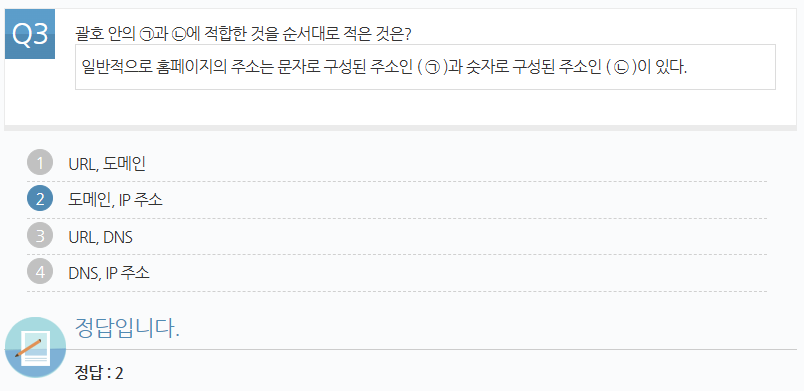 Q3 괄호 안의 ㉠과 ㉡에 적합한 것을 순서대로 적은 것은?
일반적으로 홈페이지의 주소는 문자로 구성된 주소인 ( ㉠ )과 숫자로 구성된 주소인 ( ㉡ )이 있다.
1 URL, 도메인
2 도메인, IP 주소
3 URL, DNS
4 DNS, IP 주소
정답입니다.
정답 : 2